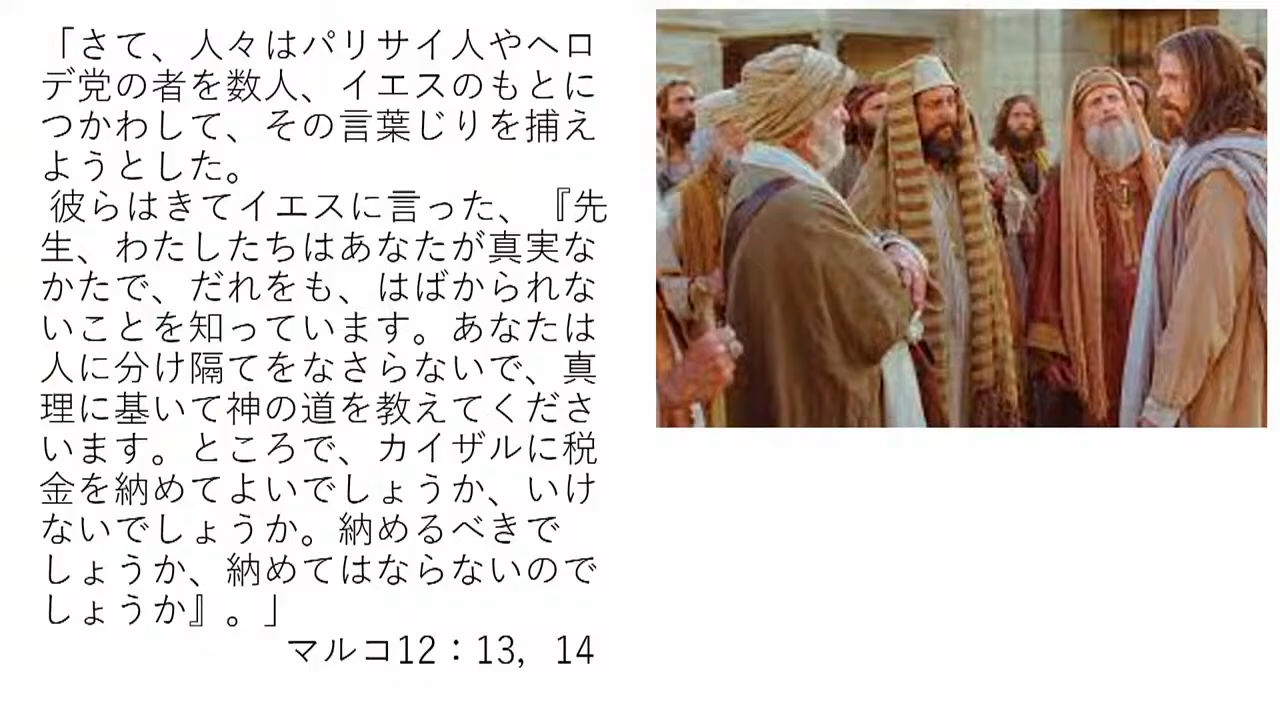 「さて、人々はパリサイ人やヘロ
デ党の者を数人、イエスのもとに
つかわして、その言葉じりを捕え
ようとした。
彼らはきてイエスに言った、『先
生、わたしたちはあなたが真実な
かたで、だれをも、はばかられな
いことを知っています。あなたは
人に分け隔てをなさらないで、真
理に基いて神の道を教えてくださ
います。ところで、カイザルに税
金を納めてよいでしょうか、いけ
ないでしょうか。納めるべきで
しょうか、納めてはならないので
しょうか』。」
マルコ12：13，14